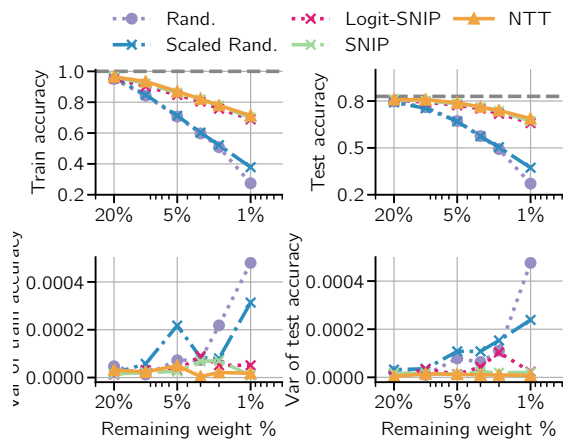 Rand.
Logit-SNIP
NTT
Scaled Rand.
SNIP
Train accuracy
1.0
0.8
0.6
0.4
0.2
20%
5%
1%
Test accuracy
0.8
0.5
0.2
20%
5%
1%
Var of train accuracy
0.0004
0.0002
0.0000
20%
5%
1%
Remaining weight %
Var of test accuracy
0.0004
0.0002
0.0000
20%
5%
1%
Remaining weight %